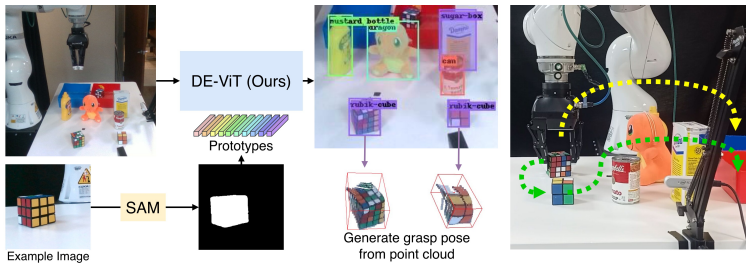 DE-ViT (Ours)
Prototypes
SAM
Example Image
mustard bottle
dragon
sugar-box
can
rubik-cube
rubik-cube
Generate grasp pose
from point cloud